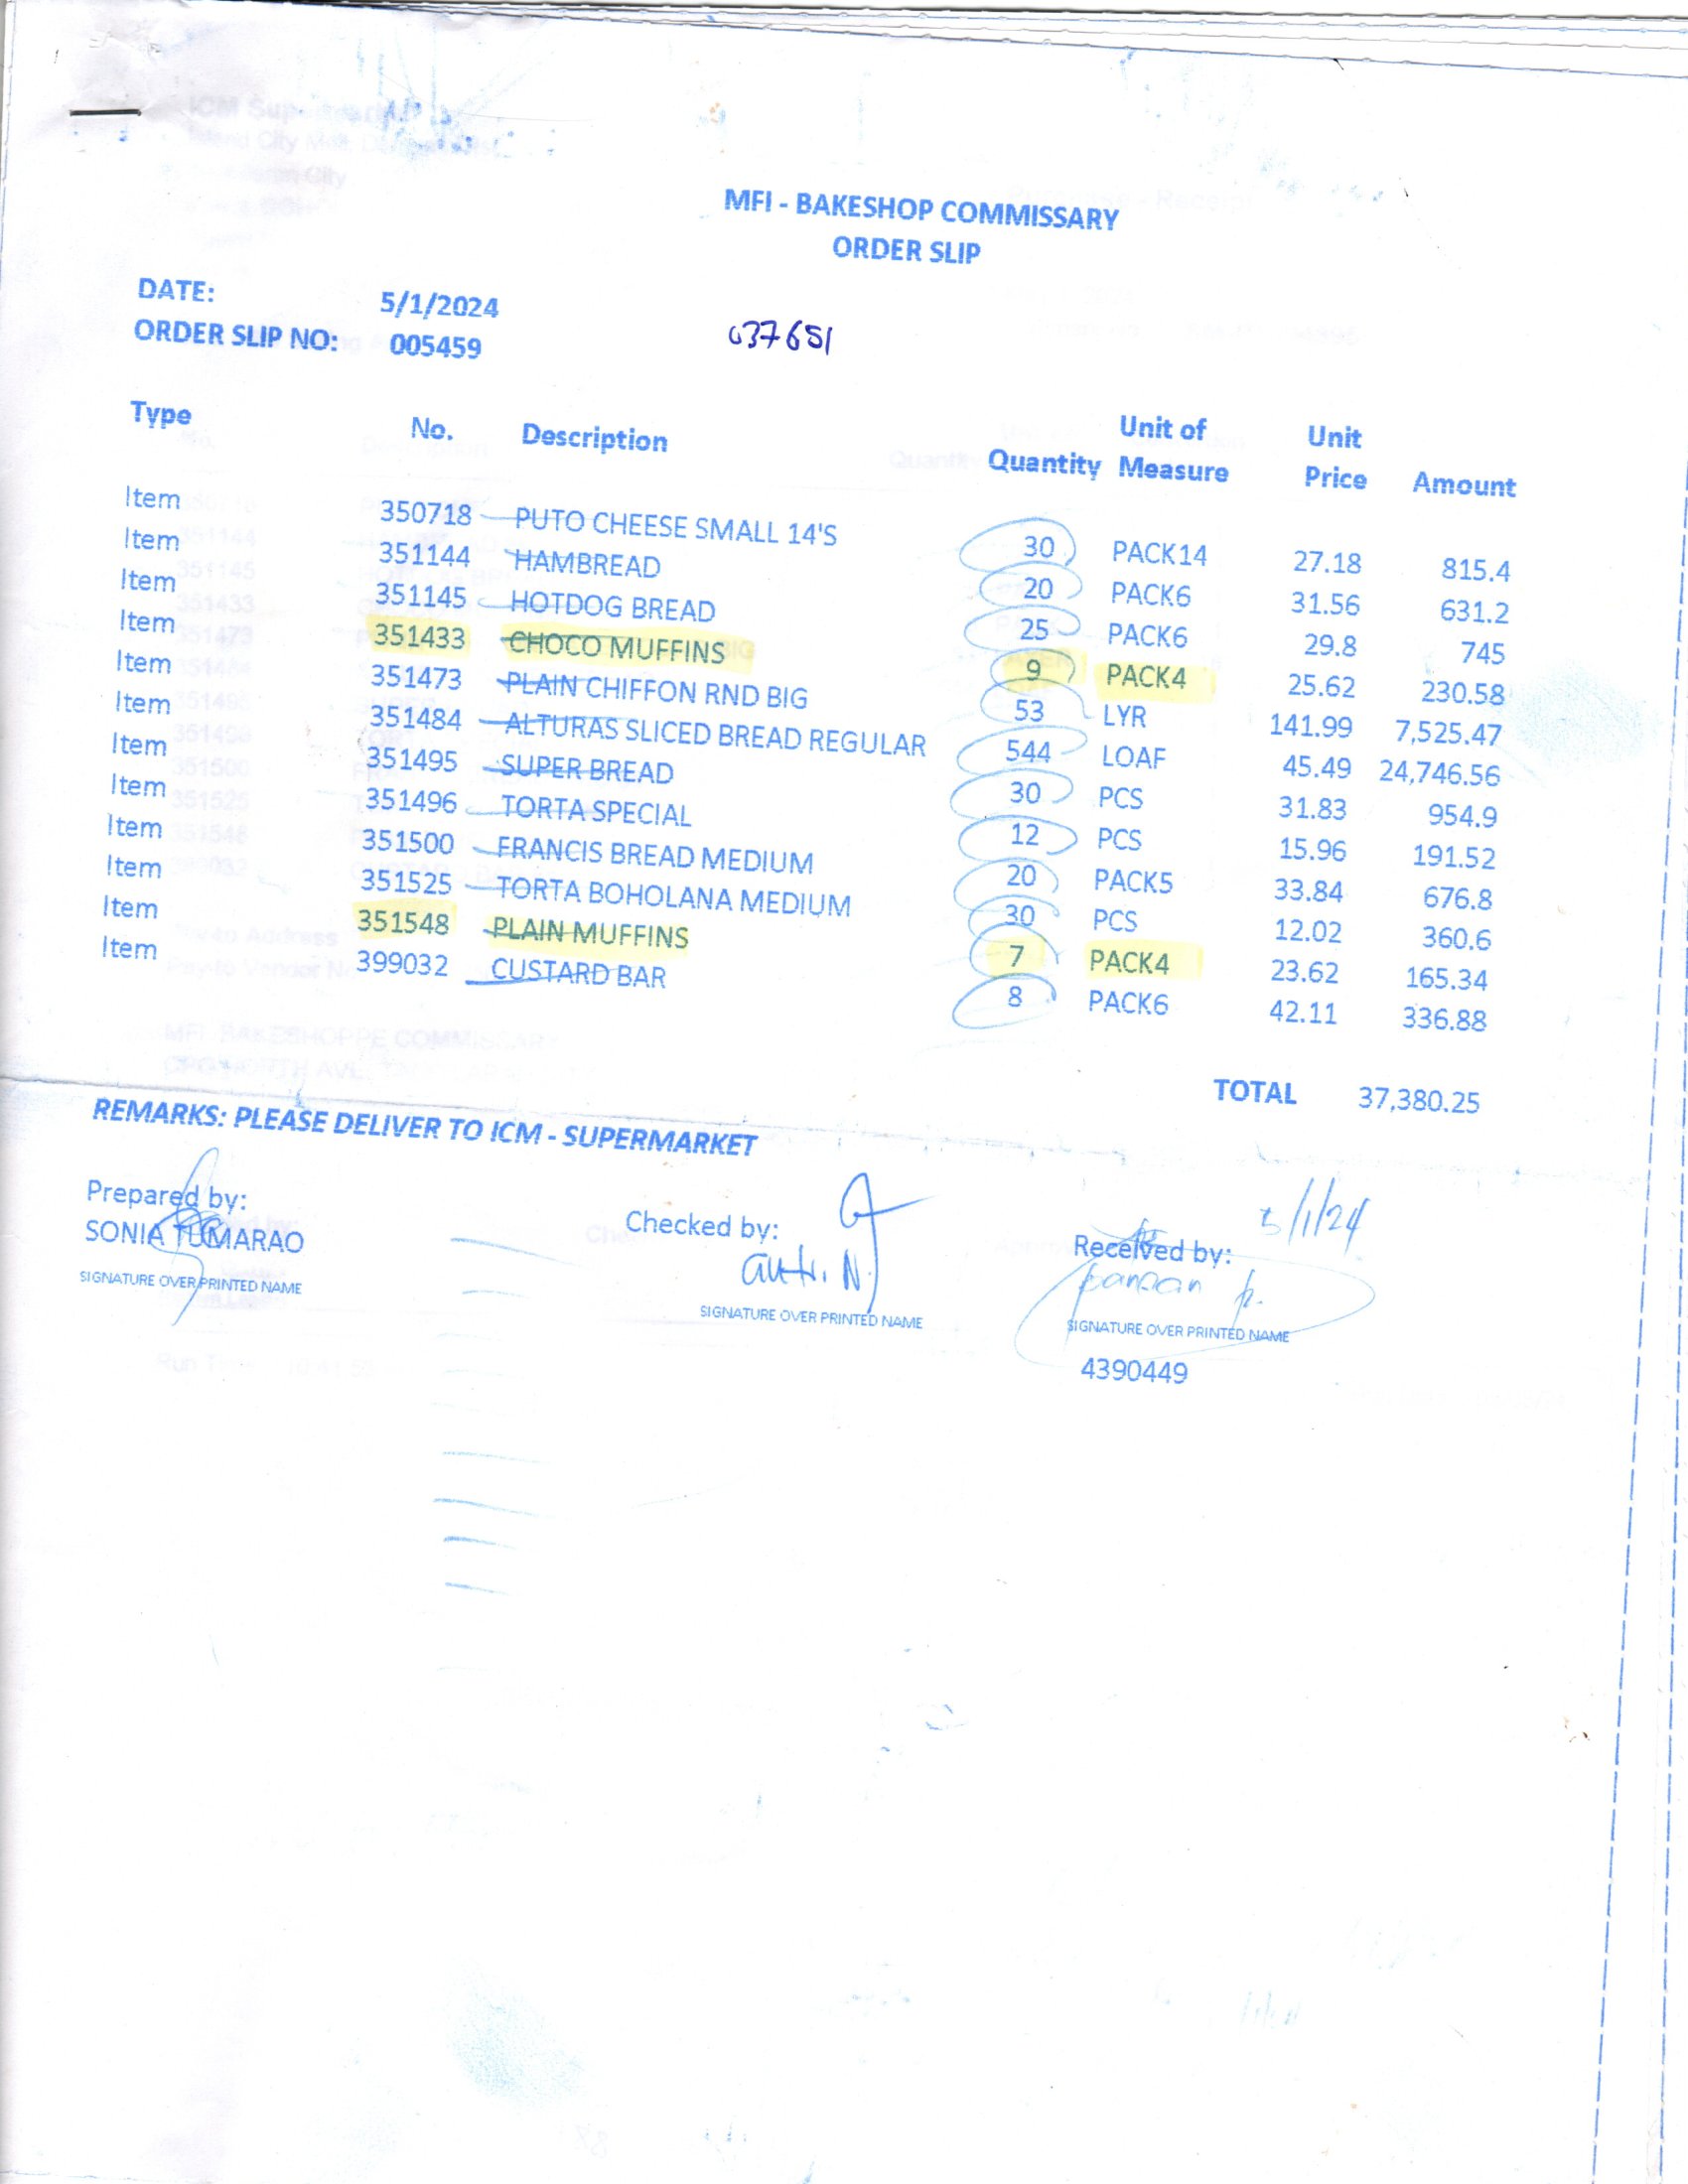 MFI - BAKESHOP COMMISSARY
ORDER SLIP
DATE: 5/1/2024
ORDER SLIP NO: 005459 037651
Type No. Description Quantity Unit of Measure Unit Price Amount
Item 350718 PUTO CHEESE SMALL 14'S 30 PACK14 27.18 815.4
Item 351144 HAMBREAD 20 PACK6 31.56 631.2
Item 351145 HOTDOG BREAD 25 PACK6 29.8 745
Item 351433 CHOCO MUFFINS 9 PACK4 25.62 230.58
Item 351473 PLAIN CHIFFON RND BIG 53 LYR 141.99 7,525.47
Item 351484 ALTURAS SLICED BREAD REGULAR 544 LOAF 45.49 24,746.56
Item 351495 SUPER BREAD 30 PCS 31.83 954.9
Item 351496 TORTA SPECIAL 12 PCS 15.96 191.52
Item 351500 FRANCIS BREAD MEDIUM 20 PACK5 33.84 676.8
Item 351525 TORTA BOHOLANA MEDIUM 30 PCS 12.02 360.6
Item 351548 PLAIN MUFFINS 7 PACK4 23.62 165.34
Item 399032 CUSTARD BAR 8 PACK6 42.11 336.88
TOTAL 37,380.25
REMARKS: PLEASE DELIVER TO ICM - SUPERMARKET
Prepared by: Checked by: Received by: 5/1/24
SONIA TUMARAO
SIGNATURE OVER PRINTED NAME SIGNATURE OVER PRINTED NAME SIGNATURE OVER PRINTED NAME
4390449